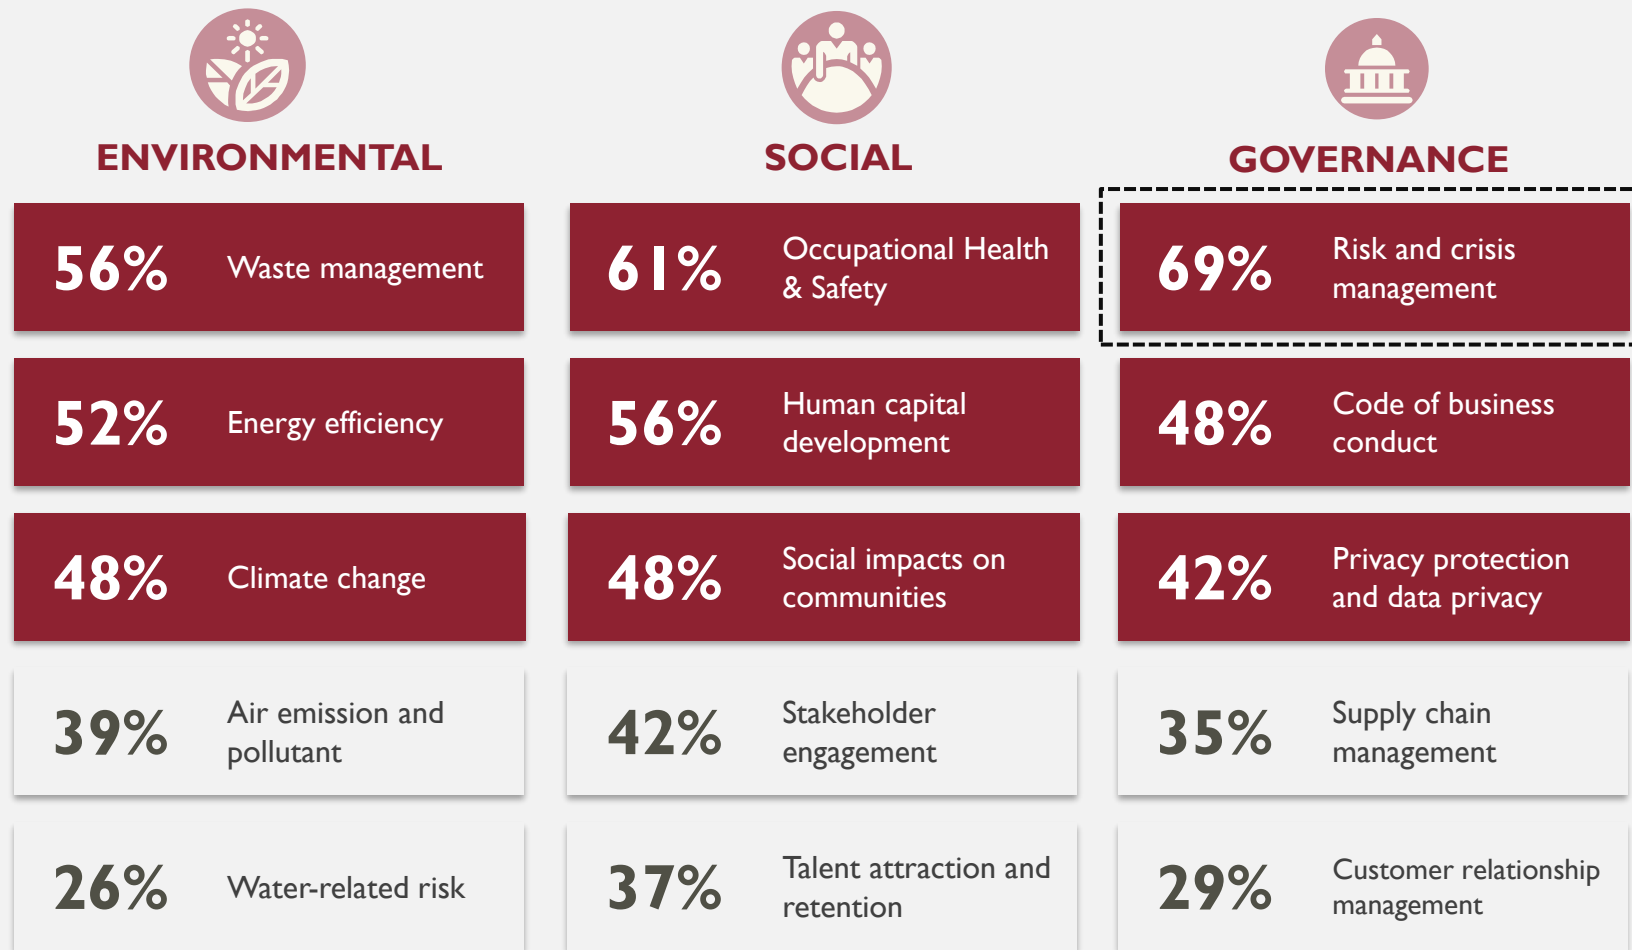 ENVIRONMENTAL
56%
Waste management
52%
Energy efficiency
48%
Climate change
39%
Air emission and
pollutant
26%
Water-related risk
SOCIAL
61%
Occupational Health
& Safety
56%
Human capital
development
48%
Social impacts on
communities
42%
Stakeholder
engagement
37%
Talent attraction and
retention
GOVERNANCE
69%
Risk and crisis
management
48%
Code of business
conduct
42%
Privacy protection
and data privacy
35%
Supply chain
management
29%
Customer relationship
management